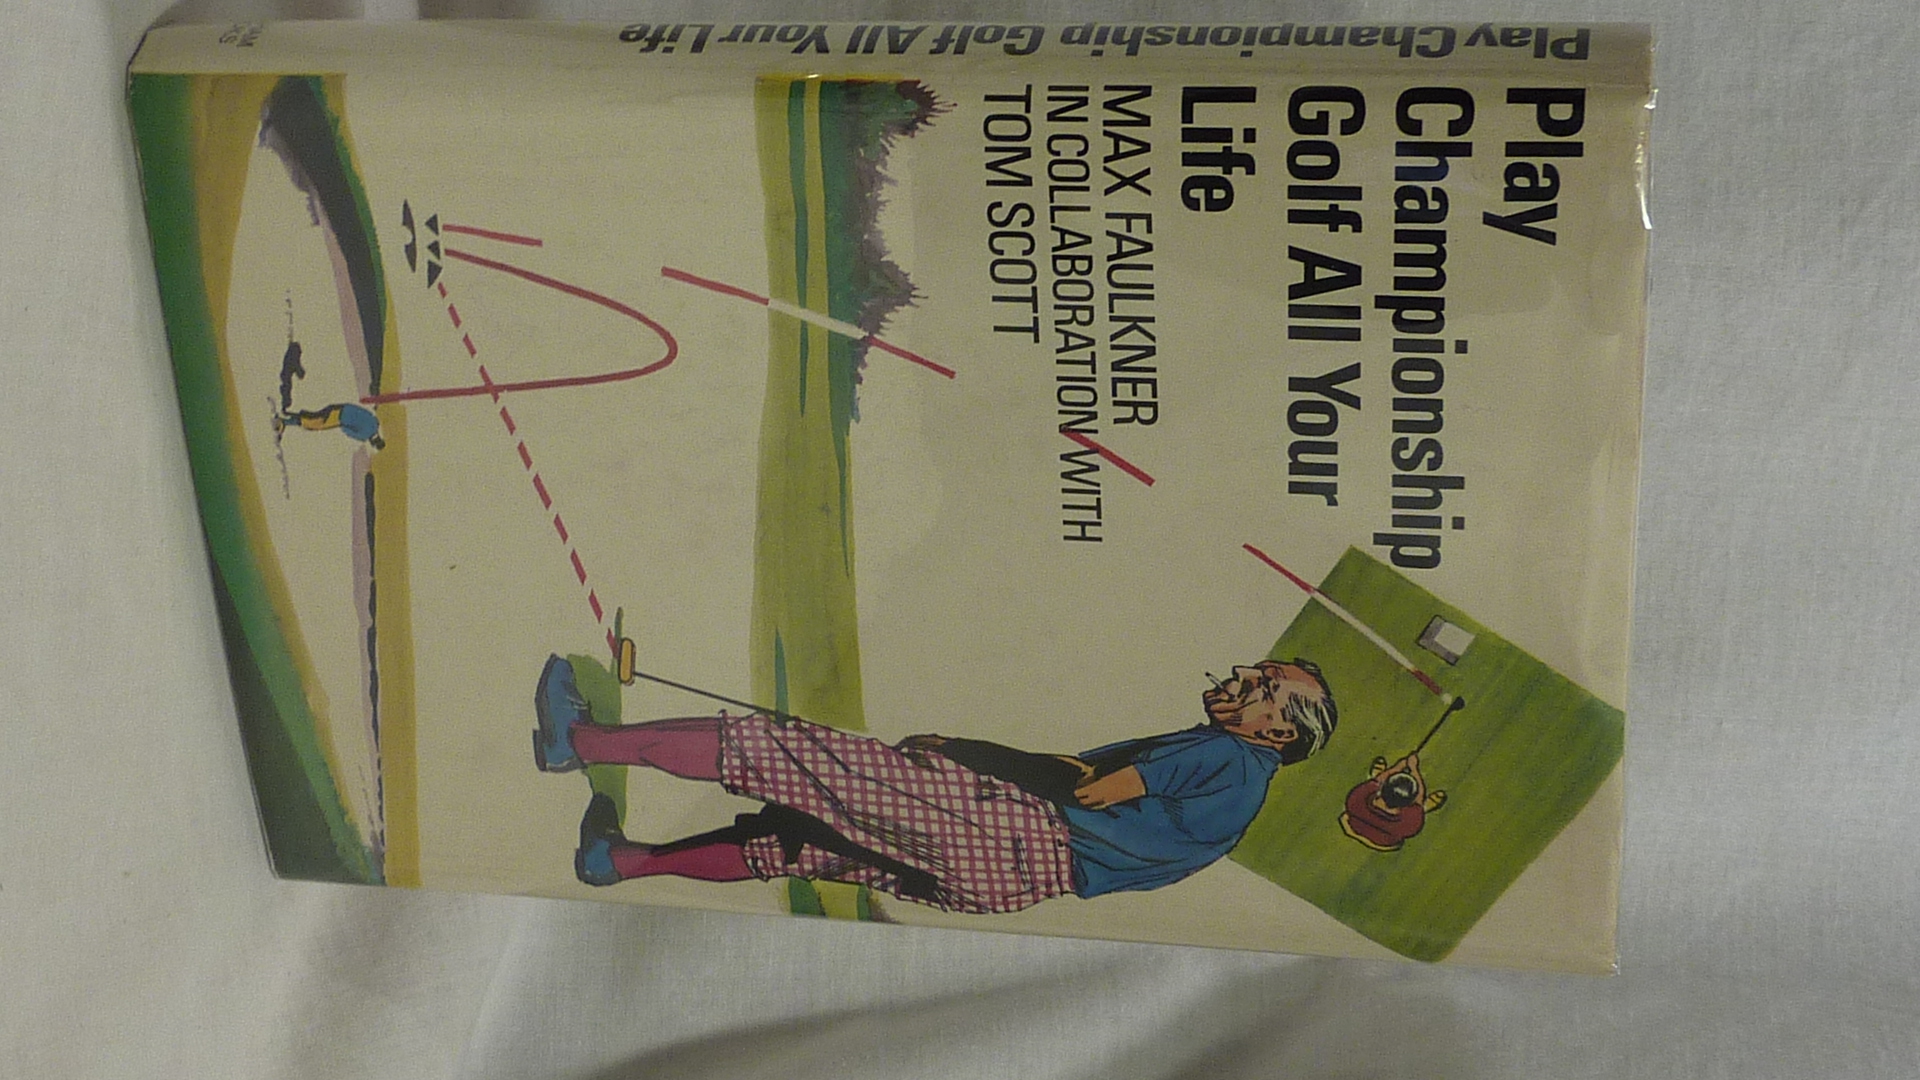 Play
Championship
Golf All Your
Life
MAX FAULKNER
IN COLLABORATION WITH
TOM SCOTT
Play Championship Golf All Your Life